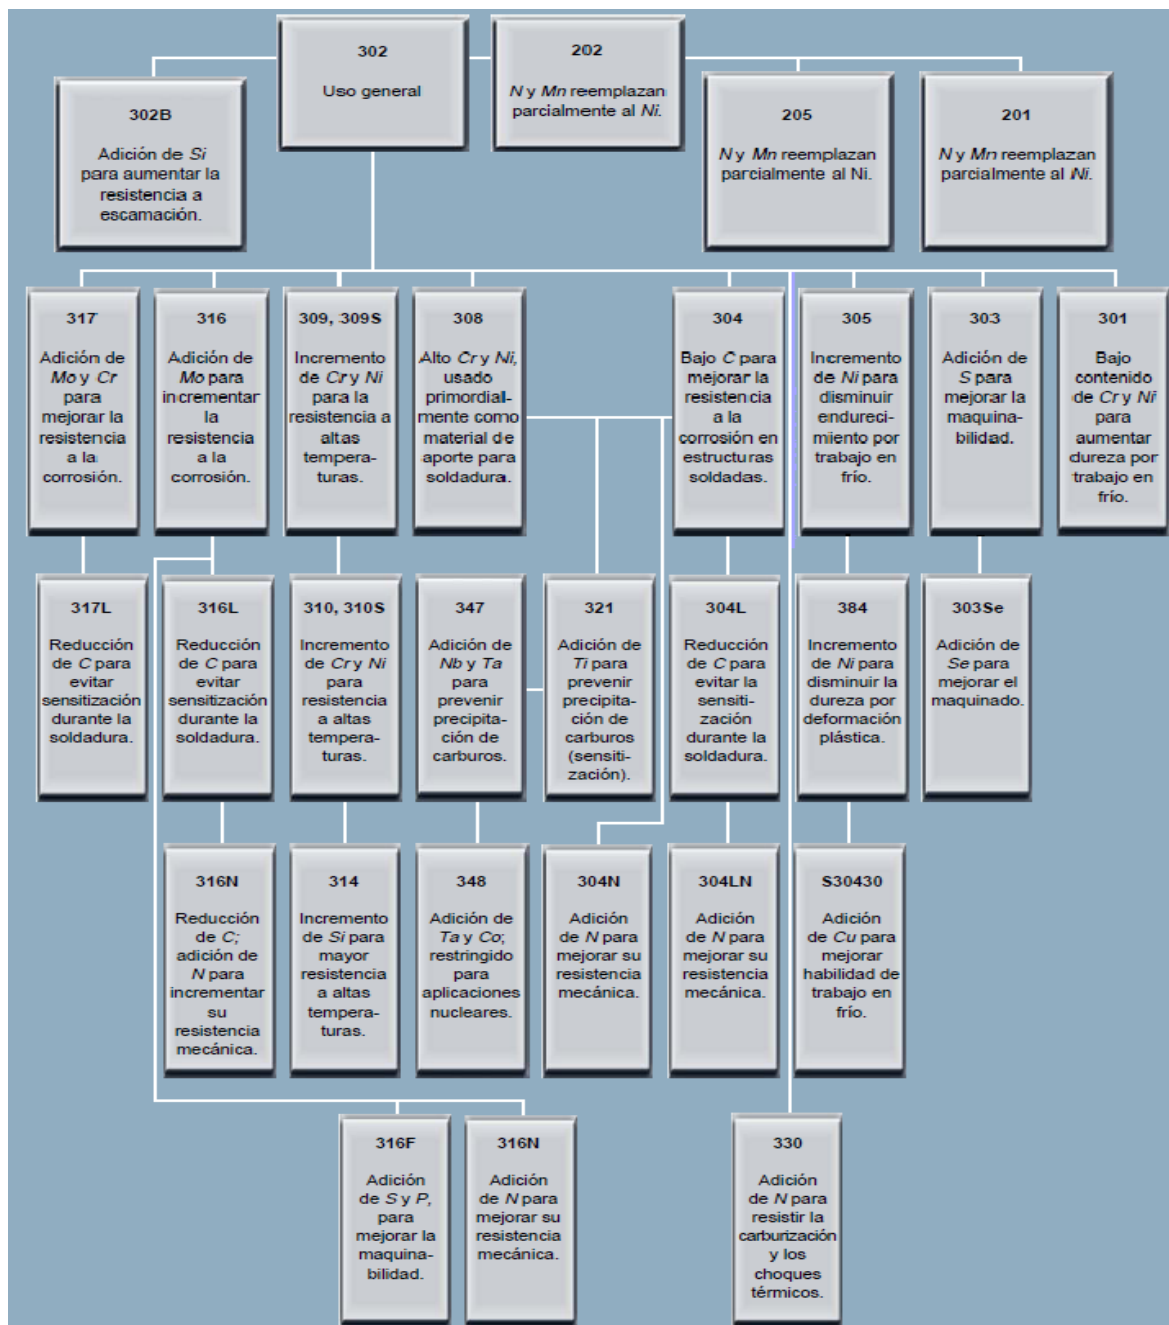 302
Uso general
202
N y Mn reemplazan
parcialmente al Ni.
302B
Adición de Si
para aumentar la
resistencia a
escamación.
205
N y Mn reemplazan
parcialmente al Ni.
201
N y Mn reemplazan
parcialmente al Ni.
317
Adición de
Mo y Cr
para
mejorar la
resistencia
a la
corrosión.
316
Adición de
Mo para
incrementar
la
resistencia
a la
corrosión.
309, 309S
Incremento
de Cr y Ni
para la
resistencia a
altas
tempera-
turas.
308
Alto Cr y Ni,
usado
primordial-
mente como
material de
aporte para
soldadura.
304
Bajo C para
mejorar la
resistencia
a la
corrosión en
estructuras
soldadas.
305
Incremento
de Ni para
disminuir
endureci-
miento por
trabajo en
frío.
303
Adición de
S para
mejorar la
maquina-
bilidad.
301
Bajo
contenido
de Cr y Ni
para
aumentar
dureza por
trabajo en
frío.
317L
Reducción
de C para
evitar
sensitización
durante la
soldadura.
316L
Reducción
de C para
evitar
sensitización
durante la
soldadura.
310, 310S
Incremento
de Cr y Ni
para
resistencia
a altas
tempera-
turas.
347
Adición de
Nb y Ta
para
prevenir
precipita-
ción de
carburos.
321
Adición de
Ti para
prevenir
precipita-
ción de
carburos
(sensiti-
zación).
304L
Reducción
de C para
evitar la
sensiti-
zación
durante la
soldadura.
384
Incremento
de Ni para
disminuir la
dureza por
deformación
plástica.
303Se
Adición de
Se para
mejorar el
maquinado.
316N
Reducción
de C;
adición de
N para
incrementar
su
resistencia
mecánica.
314
Incremento
de Si para
mayor
resistencia
a altas
tempera-
turas.
348
Adición de
Ta y Co;
restringido
para
aplicaciones
nucleares.
304N
Adición
de N para
mejorar su
resistencia
mecánica.
304LN
Adición
de N para
mejorar su
resistencia
mecánica.
S30430
Adición
de Cu para
mejorar
habilidad de
trabajo en
frío.
316F
Adición
de S y P,
para
mejorar la
maquina-
bilidad.
316N
Adición
de N para
mejorar su
resistencia
mecánica.
330
Adición
de N para
resistir la
carburización
y los
choques
térmicos.